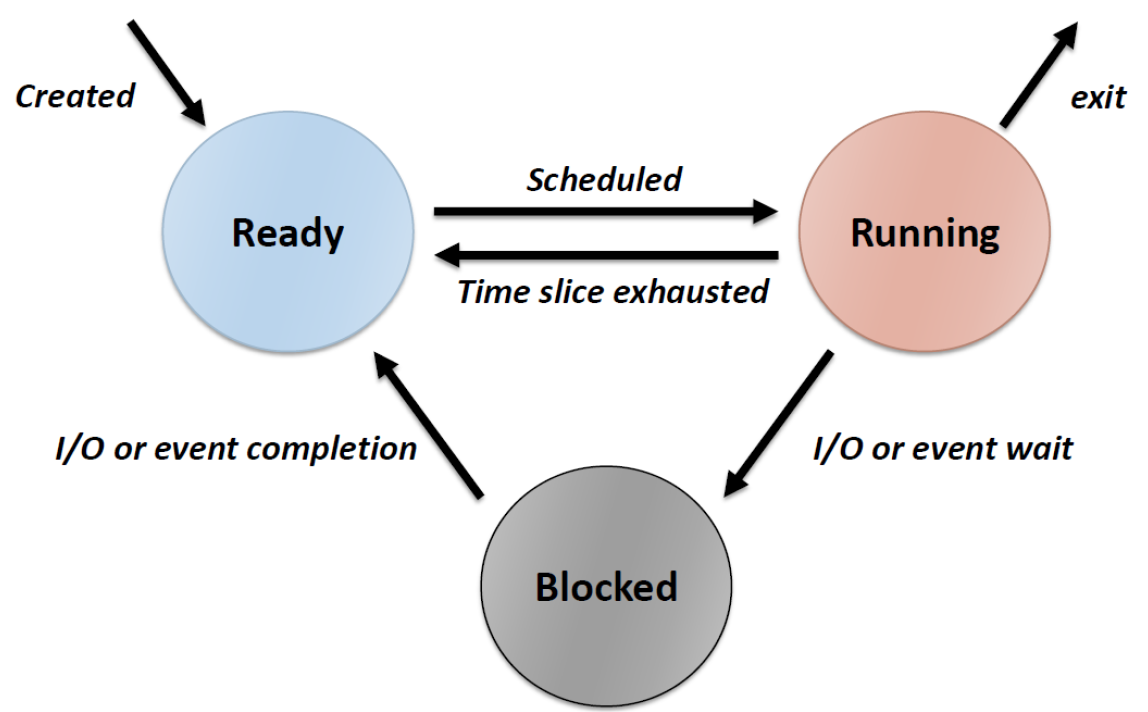 Created
exit
Scheduled
Ready
Running
Time slice exhausted
I/O or event completion
I/O or event wait
Blocked